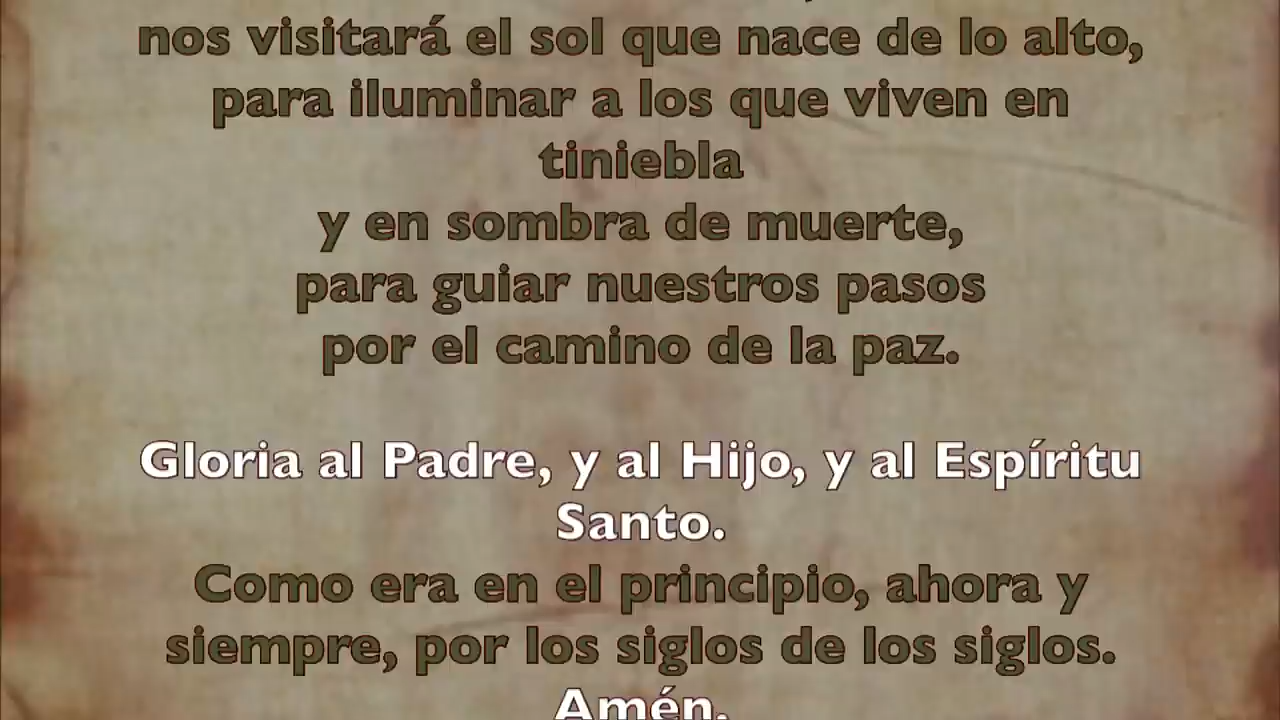 nos visitará el sol que nace de lo alto,
para iluminar a los que viven en
tiniebla
y en sombra de muerte,
para guiar nuestros pasos
por el camino de la paz.
Gloria al Padre, y al Hijo, y al Espíritu
Santo.
Como era en el principio, ahora y
siempre, por los siglos de los siglos.
Amén.